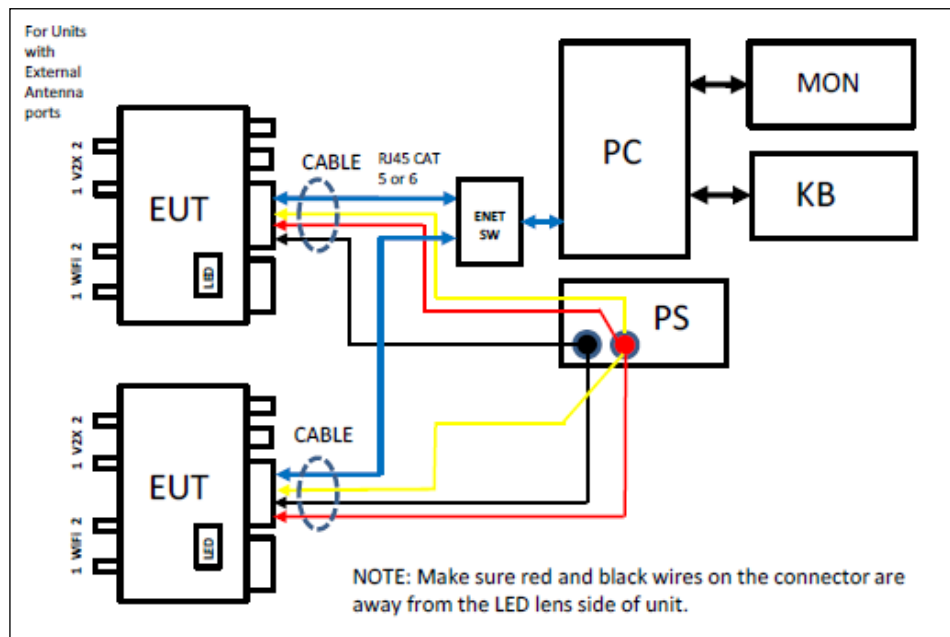 For Units
with
External
Antenna
ports
MON
PC
KB
CABLE
RJ45 CAT
5 or 6
1 V2X 2
EUT
ENET
SW
1 WiFi 2
LED
PS
1 V2X 2
CABLE
EUT
1 WiFi 2
LED
NOTE: Make sure red and black wires on the connector are
away from the LED lens side of unit.